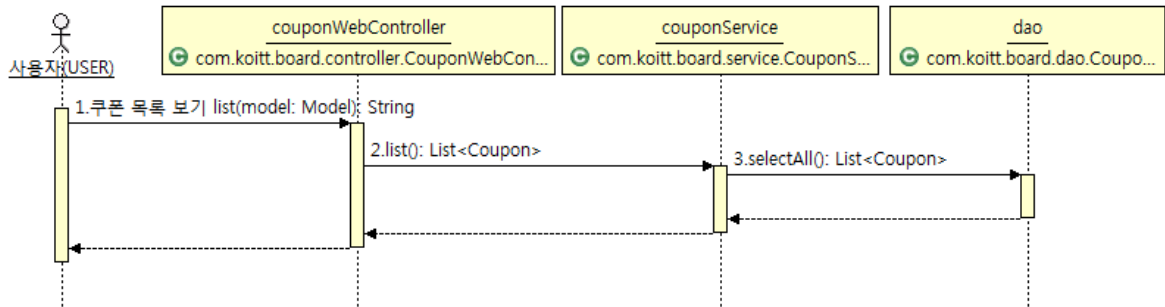 couponWebController
C com.koitt.board.controller.CouponWebCon...
couponService
C com.koitt.board.service.CouponS...
dao
C com.koitt.board.dao.Coupo...
사용자(USER)
1.쿠폰 목록 보기 list(model: Model): String
2.list(): List<Coupon>
3.selectAll(): List<Coupon>